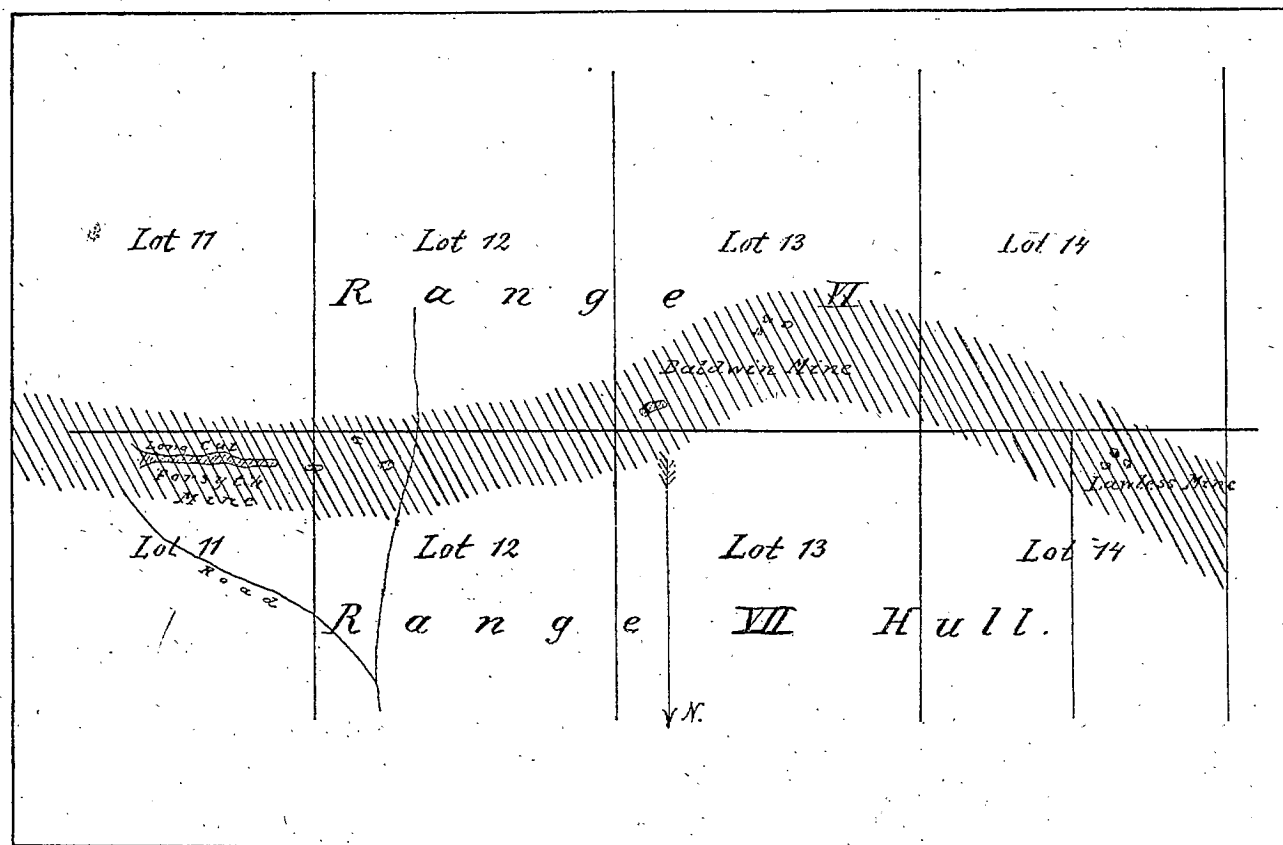 Lot 11 Lot 12 Lot 13 Lot 14
Range VI
Baldwin Mine
Long Cut
Forsyth
Mine
Lawless Mine
Lot 11 Lot 12 Lot 13 Lot 14
Road
Range VII Hull.
N.